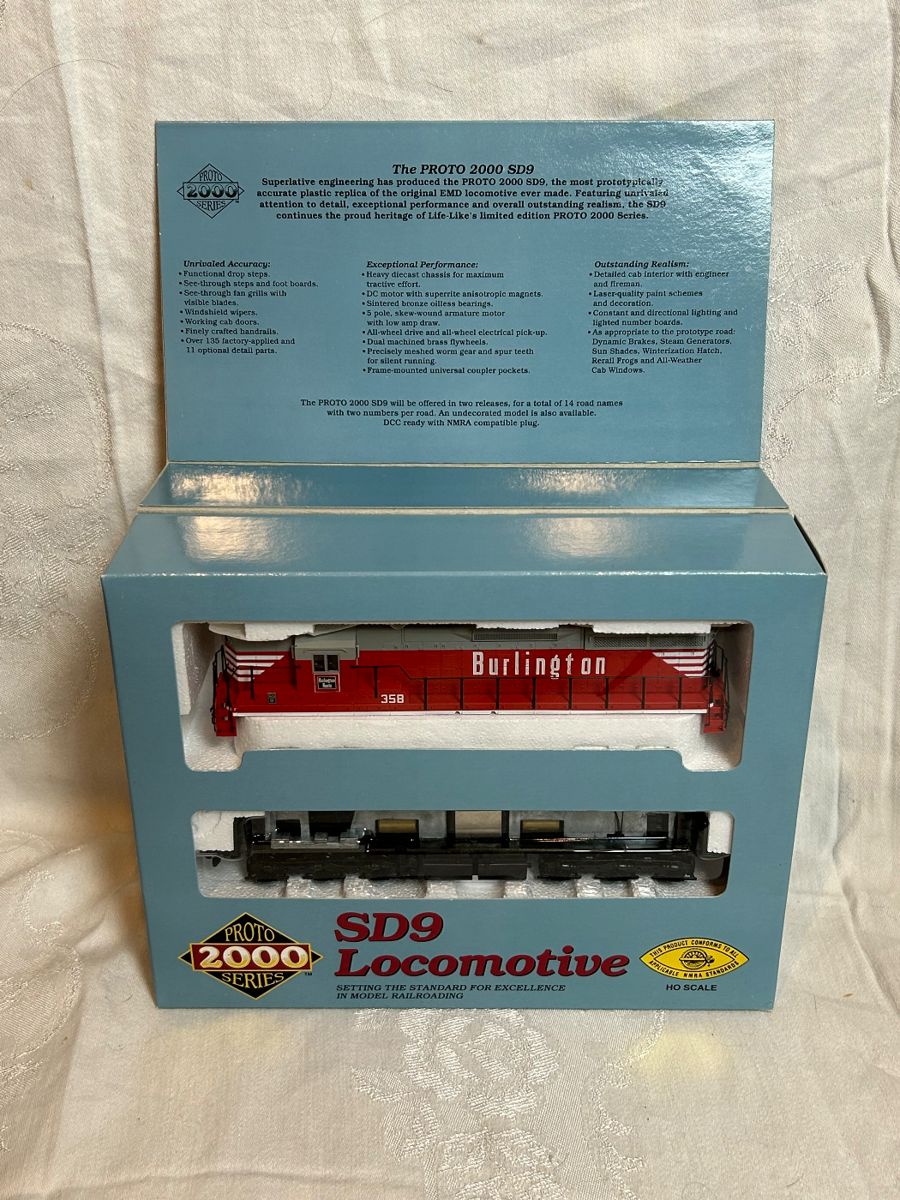 PROTO
2000
SERIES
The PROTO 2000 SD9
Superlative engineering has produced the PROTO 2000 SD9, the most prototypically
accurate plastic replica of the original EMD locomotive ever made. Featuring unrivaled
attention to detail, exceptional performance and overall outstanding realism, the SD9
continues the proud heritage of Life-Like's limited edition PROTO 2000 Series.
Unrivaled Accuracy:
• Functional drop steps.
• See-through steps and foot boards.
• See-through fan grills with
visible blades.
• Windshield wipers.
• Working cab doors.
• Finely crafted handrails.
• Over 135 factory-applied and
11 optional detail parts.
Exceptional Performance:
• Heavy diecast chassis for maximum
tractive effort.
• DC motor with superrite anisotropic magnets.
• Sintered bronze oilless bearings.
• 5 pole, skew-wound armature motor
with low amp draw.
• All-wheel drive and all-wheel electrical pick-up.
• Dual machined brass flywheels.
• Precisely meshed worm gear and spur teeth
for silent running.
• Frame-mounted universal coupler pockets.
Outstanding Realism:
• Detailed cab interior with engineer
and fireman.
• Laser-quality paint schemes
and decoration.
• Constant and directional lighting and
lighted number boards.
• As appropriate to the prototype road:
Dynamic Brakes, Steam Generators,
Sun Shades, Winterization Hatch,
Rerail Frogs and All-Weather
Cab Windows.
The PROTO 2000 SD9 will be offered in two releases, for a total of 14 road names
with two numbers per road. An undecorated model is also available.
DCC ready with NMRA compatible plug.
Burlington
Burlington
Route
358
PROTO
2000
SERIES
TM
SD9
Locomotive
SETTING THE STANDARD FOR EXCELLENCE
IN MODEL RAILROADING
THIS PRODUCT CONFORMS TO ALL
APPLICABLE NMRA STANDARDS
HO SCALE